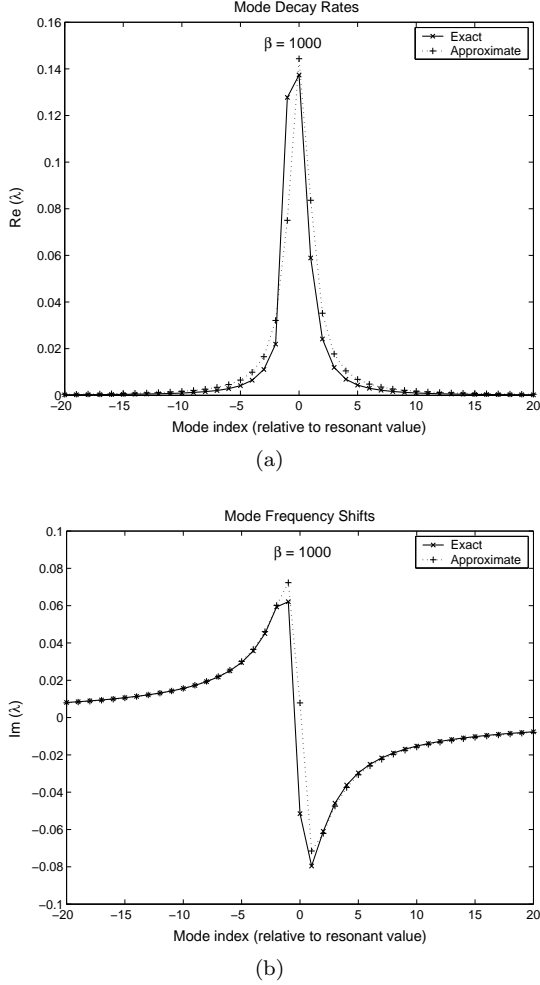 Mode Decay Rates
0.16
β = 1000
Exact
Approximate
0.14
0.12
0.1
0.08
0.06
0.04
0.02
0
Re (λ)
−20 −15 −10 −5 0 5 10 15 20
Mode index (relative to resonant value)
(a)
Mode Frequency Shifts
0.1
β = 1000
Exact
Approximate
0.08
0.06
0.04
0.02
0
−0.02
−0.04
−0.06
−0.08
−0.1
Im (λ)
−20 −15 −10 −5 0 5 10 15 20
Mode index (relative to resonant value)
(b)